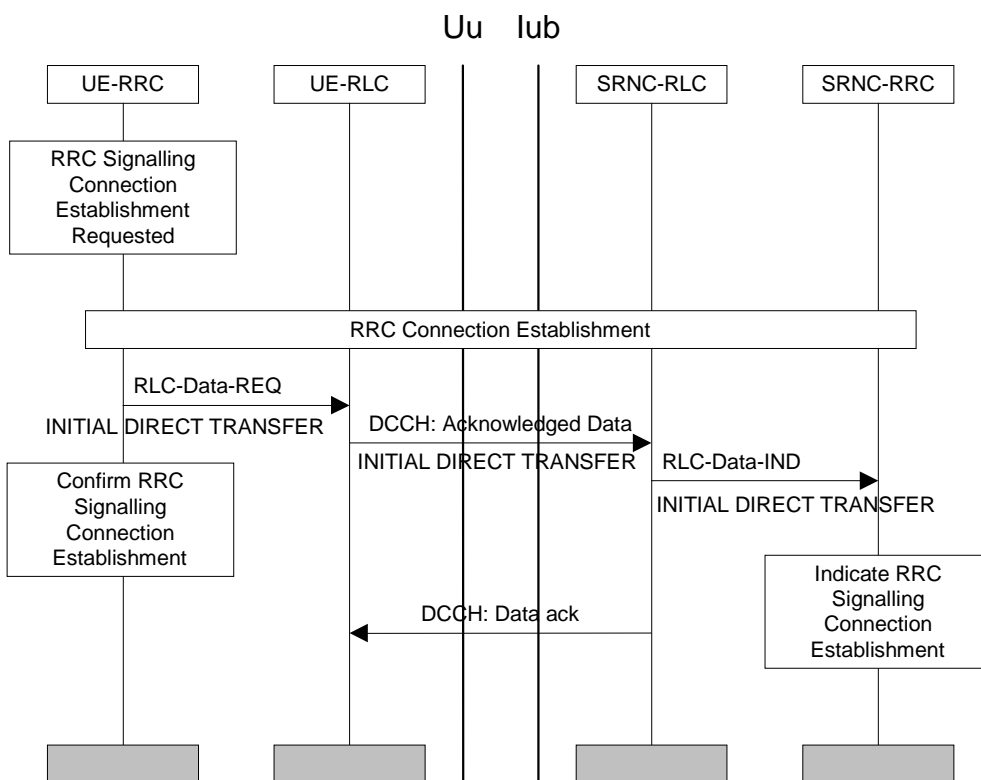 Uu Iub
UE-RRC UE-RLC SRNC-RLC SRNC-RRC
RRC Signalling
Connection
Establishment
Requested
RRC Connection Establishment
RLC-Data-REQ
INITIAL DIRECT TRANSFER
DCCH: Acknowledged Data
INITIAL DIRECT TRANSFER
RLC-Data-IND
INITIAL DIRECT TRANSFER
Confirm RRC
Signalling
Connection
Establishment
Indicate RRC
Signalling
Connection
Establishment
DCCH: Data ack